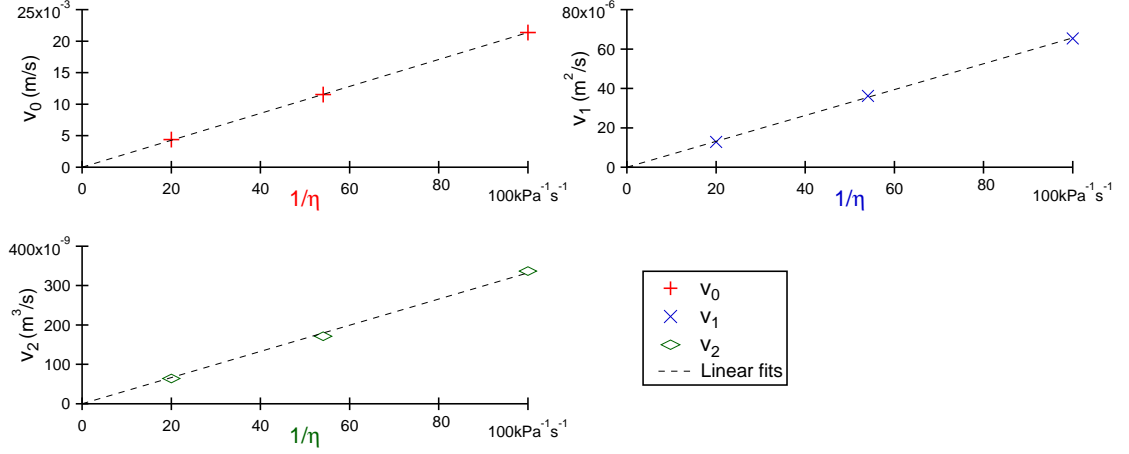 25x10⁻³
20
15
10
5
0
v₀ (m/s)
0 20 40 60 80 100kPa⁻¹s⁻¹
1/η
80x10⁻⁶
60
40
20
0
v₁ (m²/s)
0 20 40 60 80 100kPa⁻¹s⁻¹
1/η
400x10⁻⁹
300
200
100
0
v₂ (m³/s)
0 20 40 60 80 100kPa⁻¹s⁻¹
1/η
v₀
v₁
v₂
Linear fits